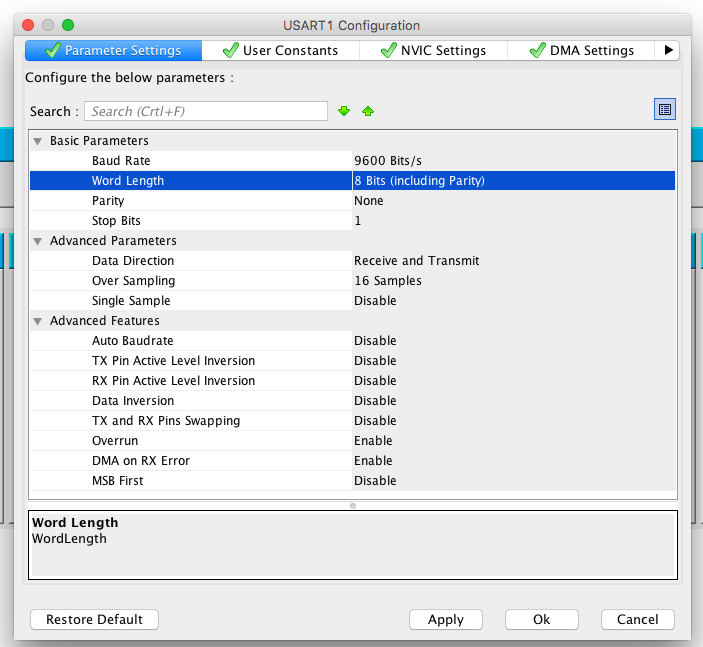 USART1 Configuration
Parameter Settings User Constants NVIC Settings DMA Settings
Configure the below parameters :
Search : Search (Crtl+F)
Basic Parameters
Baud Rate 9600 Bits/s
Word Length 8 Bits (including Parity)
Parity None
Stop Bits 1
Advanced Parameters
Data Direction Receive and Transmit
Over Sampling 16 Samples
Single Sample Disable
Advanced Features
Auto Baudrate Disable
TX Pin Active Level Inversion Disable
RX Pin Active Level Inversion Disable
Data Inversion Disable
TX and RX Pins Swapping Disable
Overrun Enable
DMA on RX Error Enable
MSB First Disable
Word Length
WordLength
Restore Default Apply Ok Cancel